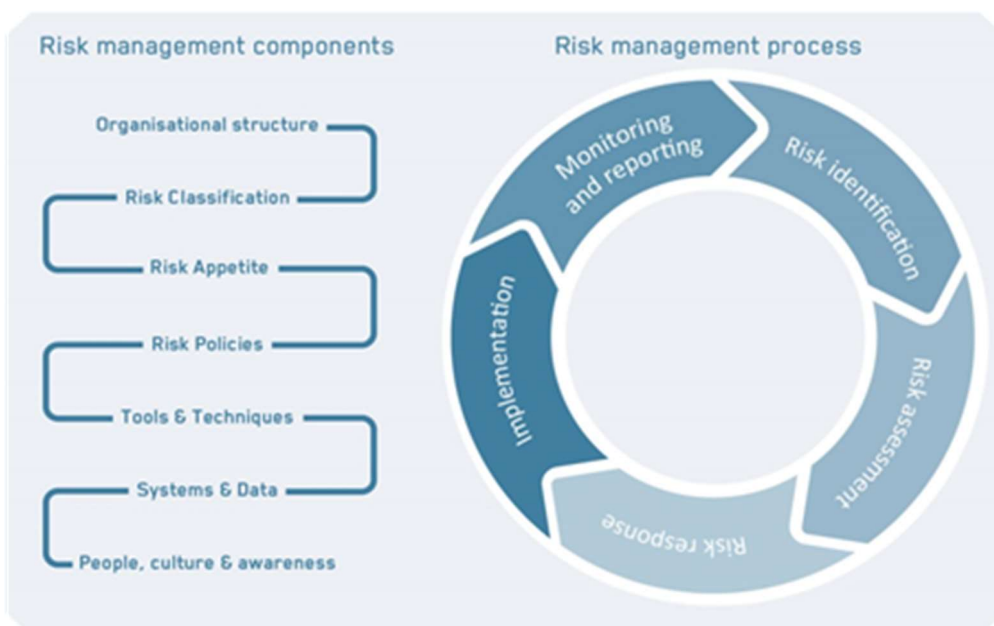 Risk management components
Organisational structure
Risk Classification
Risk Appetite
Risk Policies
Tools & Techniques
Systems & Data
People, culture & awareness
Risk management process
Monitoring
and reporting
Risk identification
Risk assessment
Risk response
Implementation